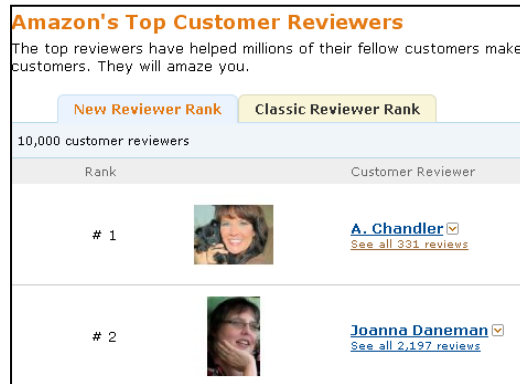 Amazon's Top Customer Reviewers
The top reviewers have helped millions of their fellow customers make
customers. They will amaze you.
New Reviewer Rank Classic Reviewer Rank
10,000 customer reviewers
Rank Customer Reviewer
# 1 A. Chandler
See all 331 reviews
# 2 Joanna Daneman
See all 2,197 reviews